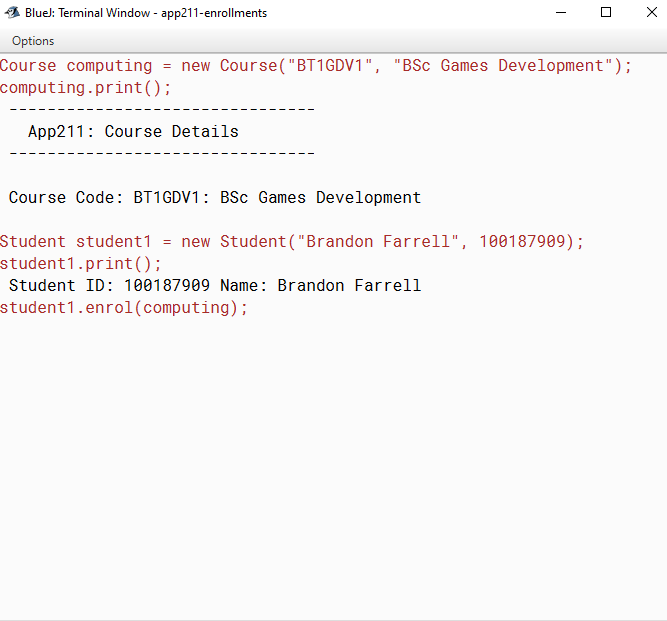 BlueJ: Terminal Window - app211-enrollments
Options
Course computing = new Course("BT1GDV1", "BSc Games Development");
computing.print();
--------------------------------
App211: Course Details
--------------------------------
Course Code: BT1GDV1: BSc Games Development
Student student1 = new Student("Brandon Farrell", 100187909);
student1.print();
Student ID: 100187909 Name: Brandon Farrell
student1.enrol(computing);